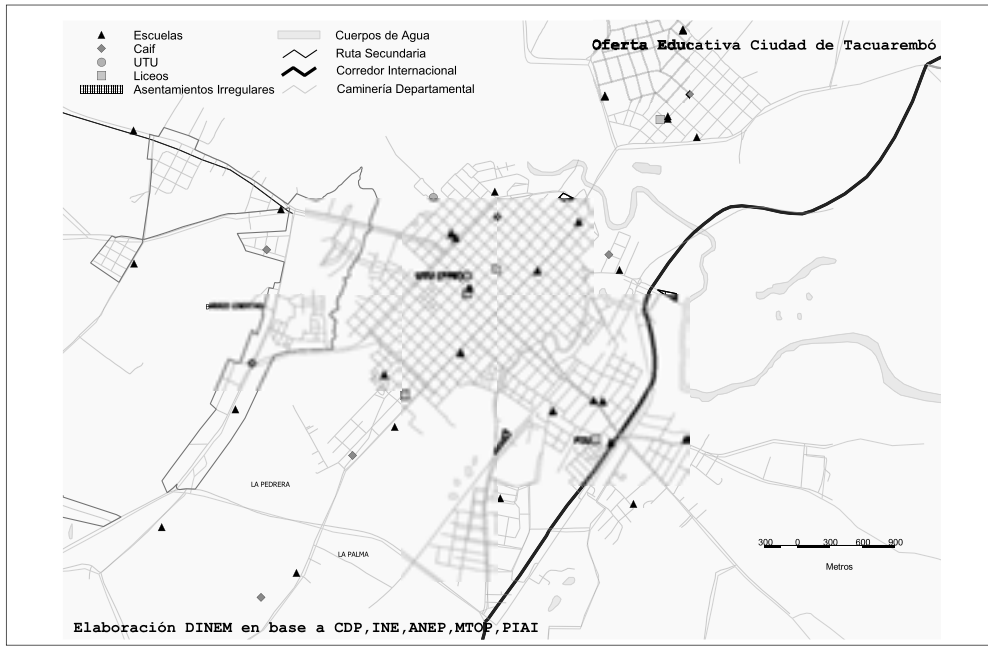 Escuelas
Caif
UTU
Liceos
Asentamientos Irregulares
Cuerpos de Agua
Ruta Secundaria
Corredor Internacional
Caminería Departamental
Oferta Educativa Ciudad de Tacuarembó
LA PEDRERA
LA PALMA
300 0 300 600 900
Metros
Elaboración DINEM en base a CDP,INE,ANEP,MTOP,PIAI